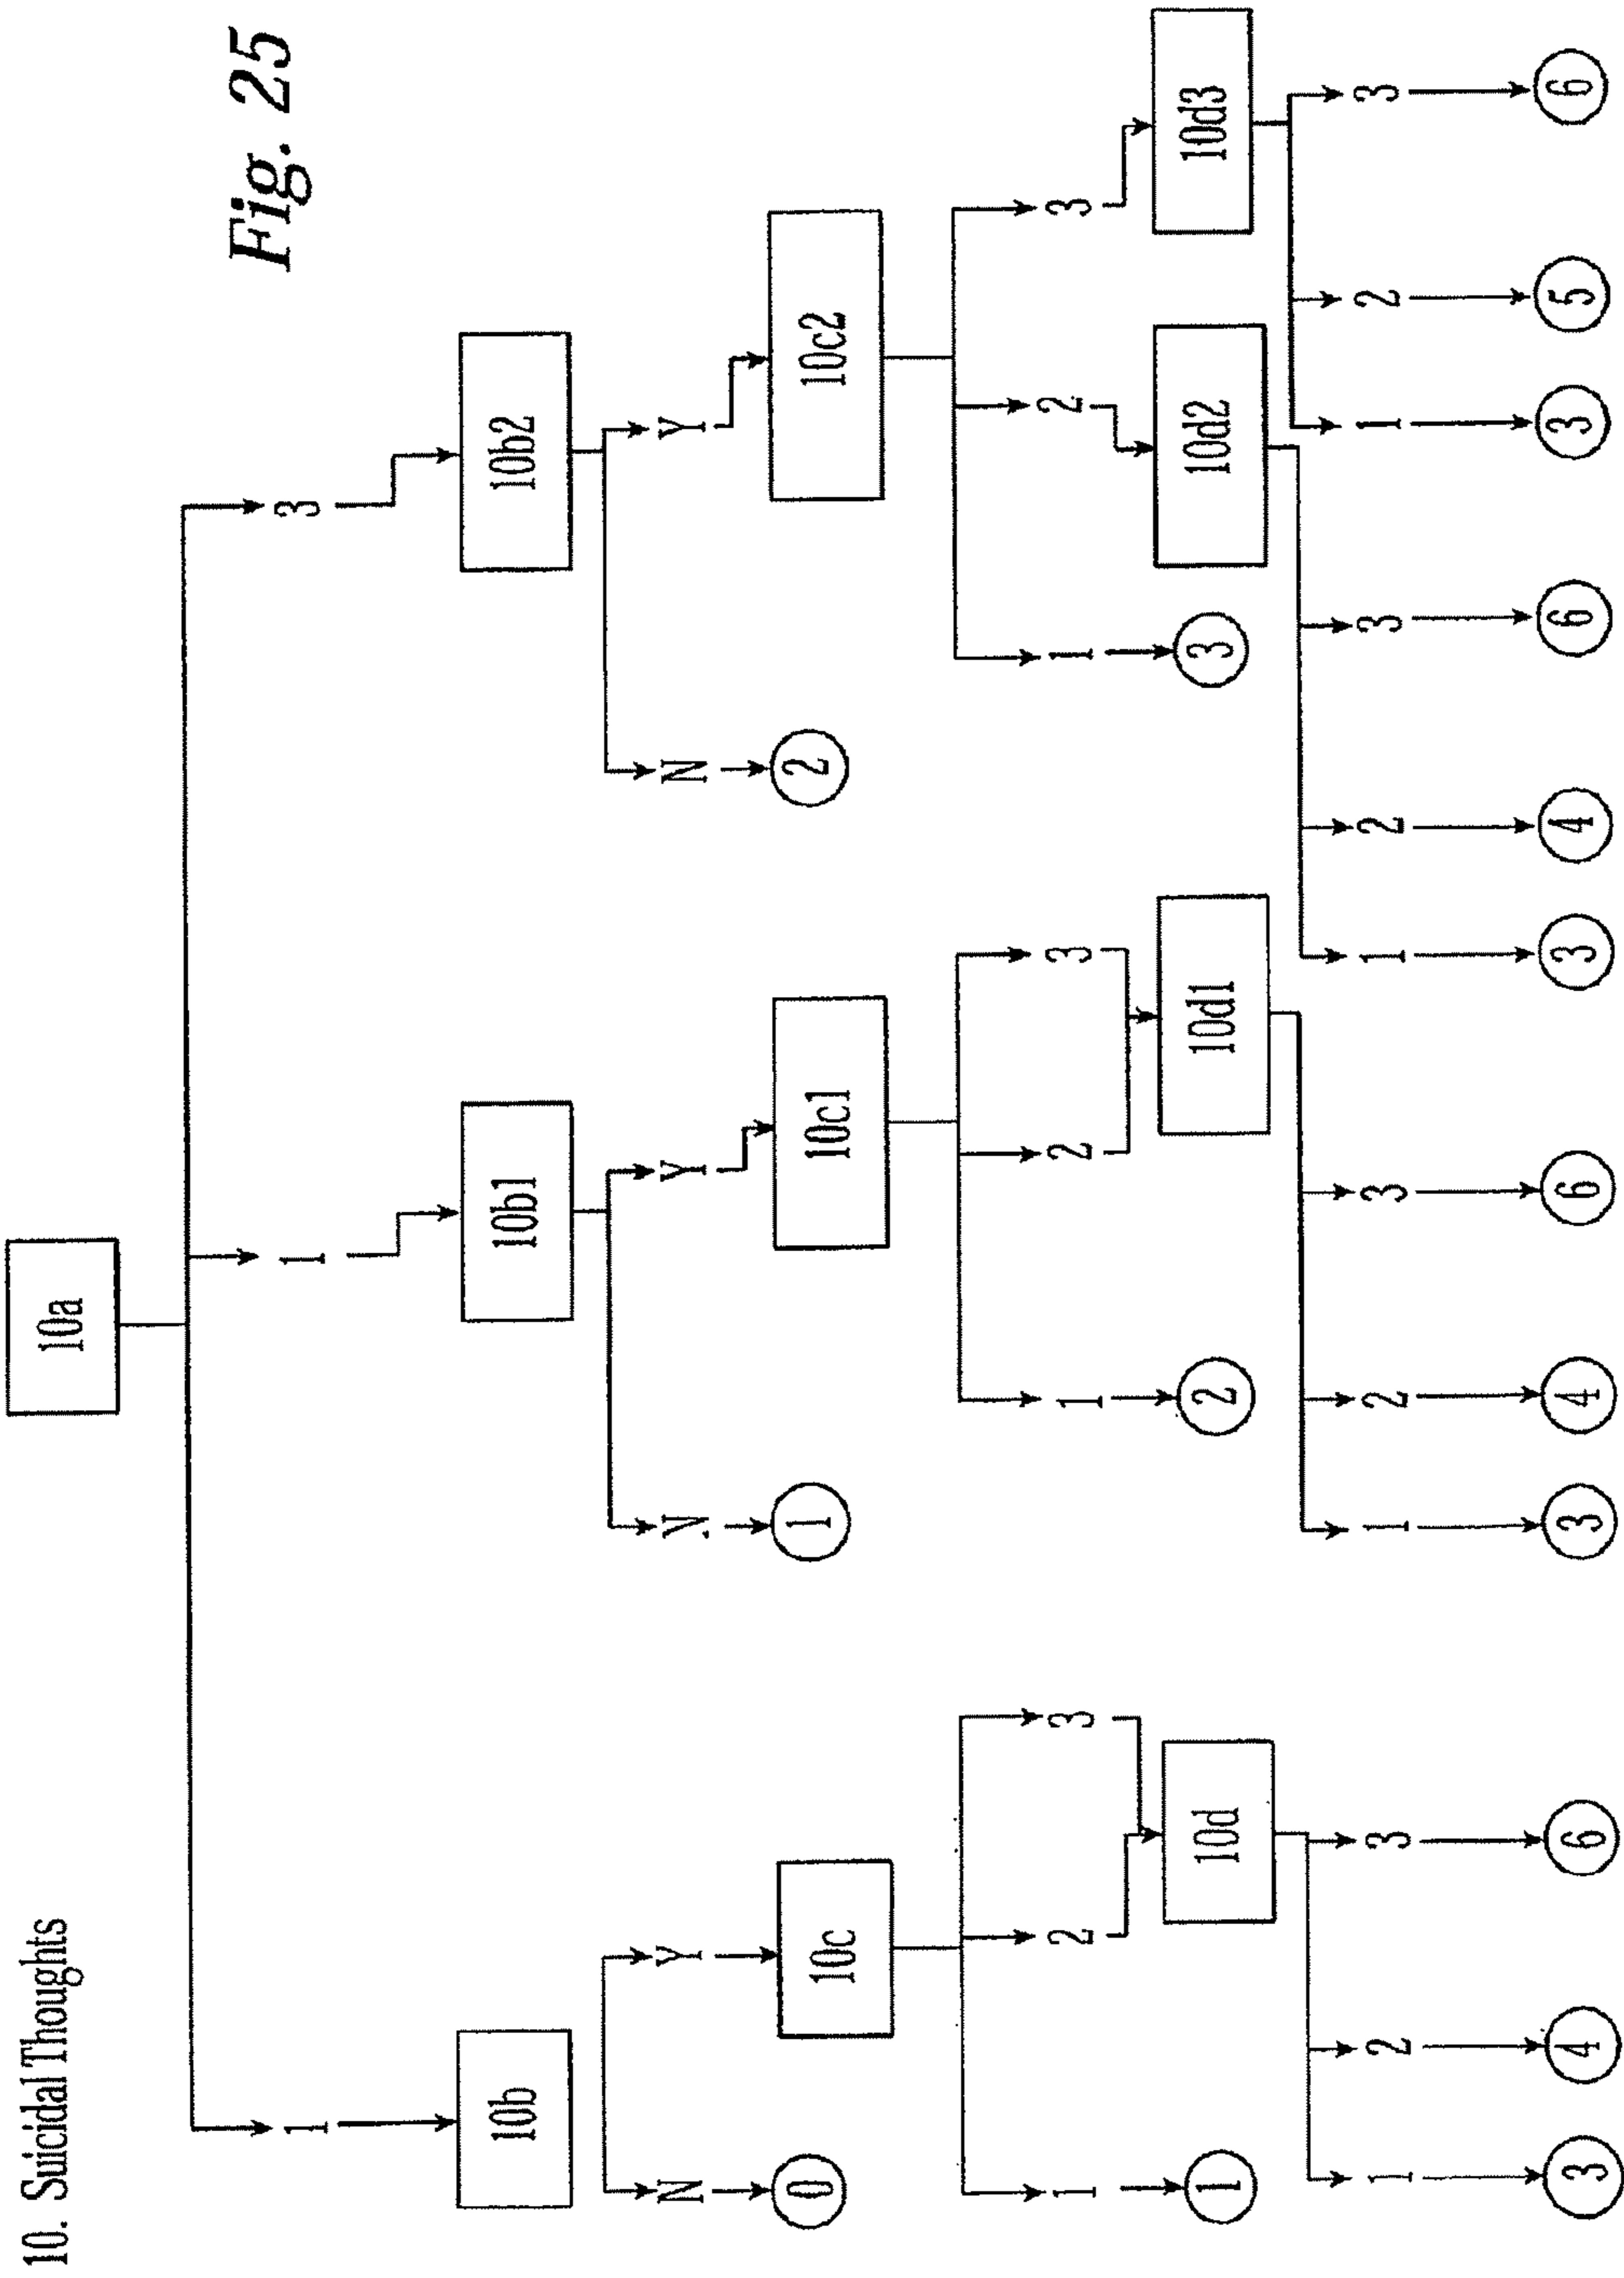 10. Suicidal Thoughts
10a
Fig. 25
1 1 3
10b 10b1 10b2
N Y N Y N Y
0 10c 1 10c1 2 10c2
1 2 3 1 2 3 1 2 3
1 10d 2 10d1 3 10d2 10d3
1 2 3 1 2 3 1 2 3 1 2 3
3 4 6 3 4 6 3 4 6 3 5 6